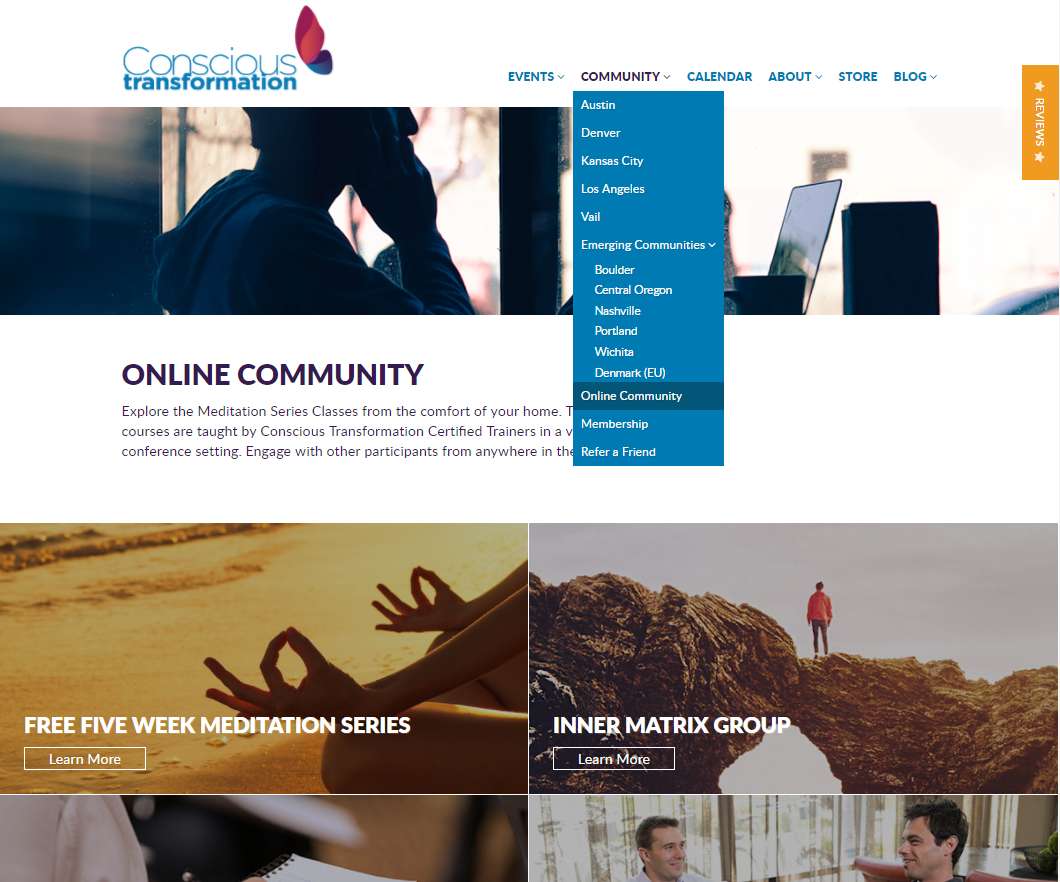 Conscious
transformation
EVENTS COMMUNITY CALENDAR ABOUT STORE BLOG
REVIEWS
Austin
Denver
Kansas City
Los Angeles
Vail
Emerging Communities
Boulder
Central Oregon
Nashville
Portland
Wichita
Denmark (EU)
Online Community
Membership
Refer a Friend
ONLINE COMMUNITY
Explore the Meditation Series Classes from the comfort of your home. T
courses are taught by Conscious Transformation Certified Trainers in a v
conference setting. Engage with other participants from anywhere in the
FREE FIVE WEEK MEDITATION SERIES
Learn More
INNER MATRIX GROUP
Learn More